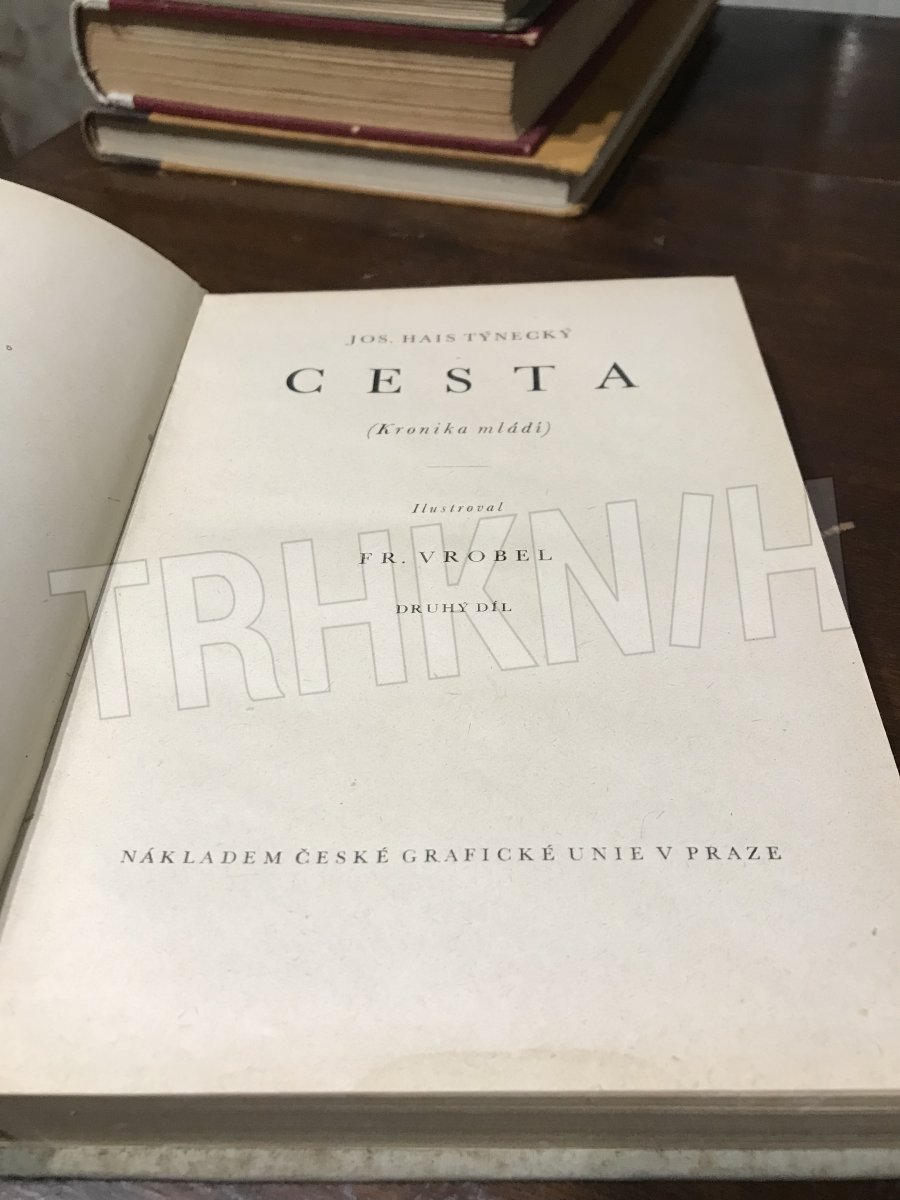 JOS. HAIS TÝNECKÝ
CESTA
(Kronika mládí)
Ilustroval
FR. VROBEL
DRUHÝ DÍL
NÁKLADEM ČESKÉ GRAFICKÉ UNIE V PRAZE
TRHKNIH